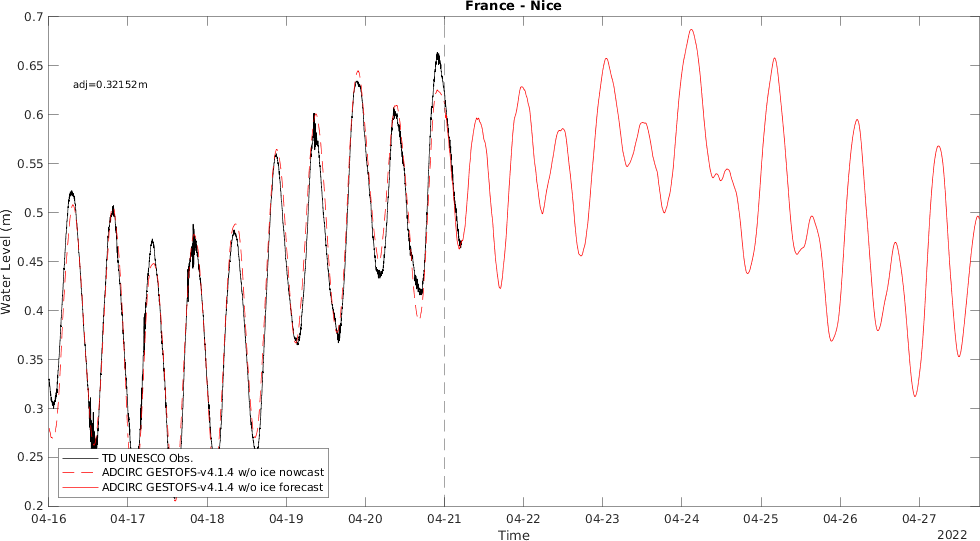 France - Nice
0.7
0.65
0.6
0.55
0.5
0.45
0.4
0.35
0.3
0.25
0.2
Water Level (m)
adj=0.32152m
TD UNESCO Obs.
ADCIRC GESTOFS-v4.1.4 w/o ice nowcast
ADCIRC GESTOFS-v4.1.4 w/o ice forecast
04-16 04-17 04-18 04-19 04-20 04-21 04-22 04-23 04-24 04-25 04-26 04-27
Time
2022